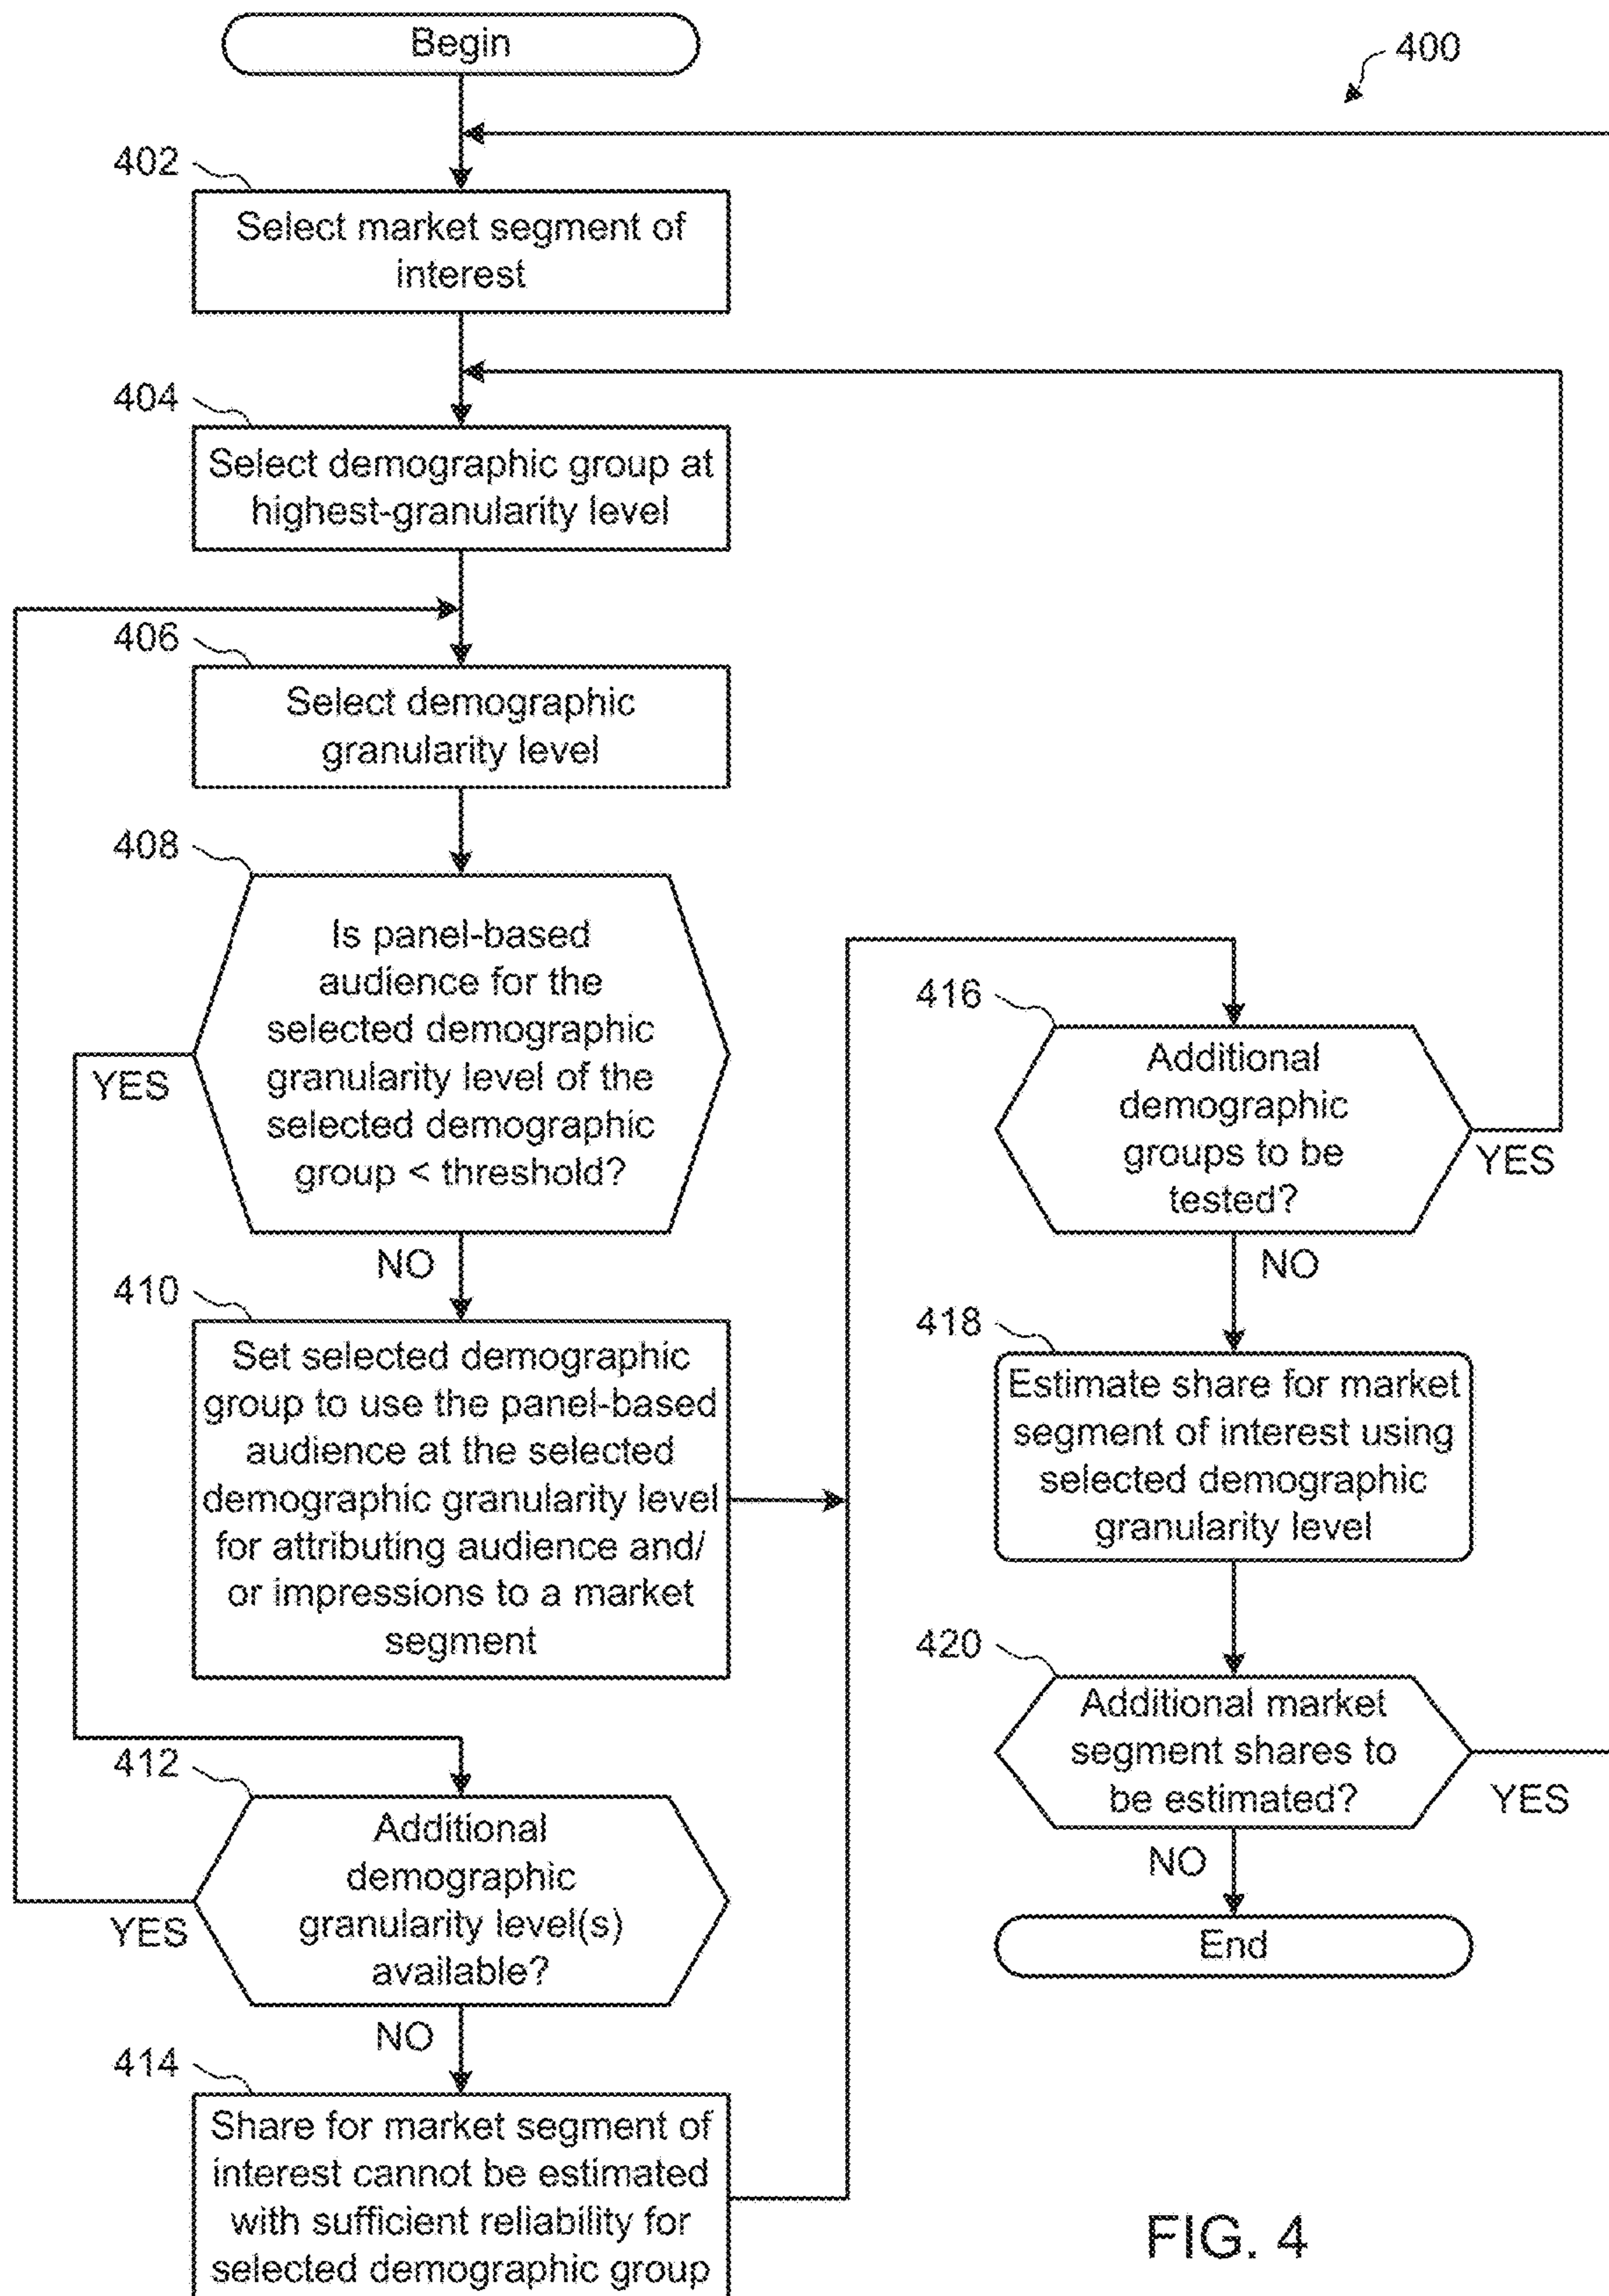 Begin
400
402
Select market segment of
interest
404
Select demographic group at
highest-granularity level
406
Select demographic
granularity level
408
Is panel-based
audience for the
selected demographic
granularity level of the
selected demographic
group < threshold?
YES
NO
410
Set selected demographic
group to use the panel-based
audience at the selected
demographic granularity level
for attributing audience and/
or impressions to a market
segment
412
Additional
demographic
granularity level(s)
available?
YES
NO
414
Share for market segment of
interest cannot be estimated
with sufficient reliability for
selected demographic group
416
Additional
demographic
groups to be
tested?
YES
NO
418
Estimate share for market
segment of interest using
selected demographic
granularity level
420
Additional market
segment shares to
be estimated?
YES
NO
End
FIG. 4